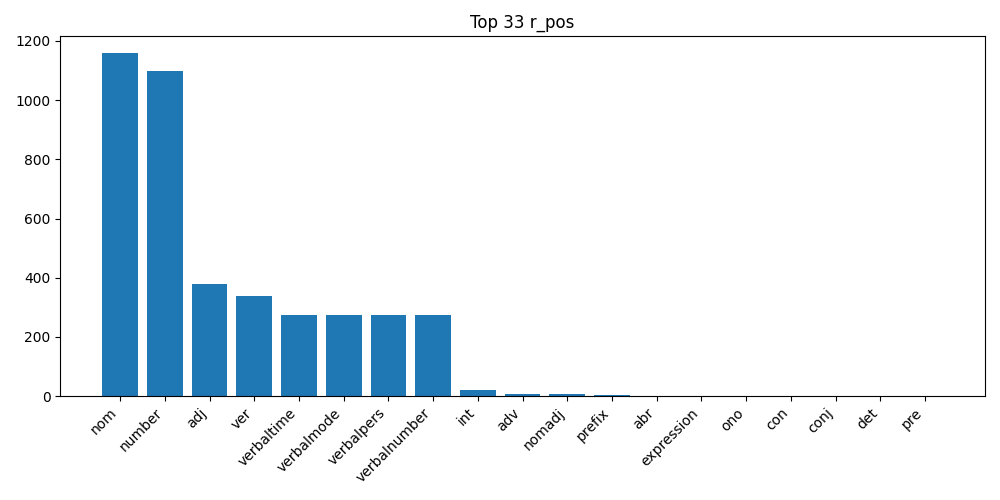 Top 33 r_pos
1200
1000
800
600
400
200
0
nom
number
adj
ver
verbaltime
verbalmode
verbalpers
verbalnumber
int
adv
nomadj
prefix
abr
expression
ono
con
conj
det
pre